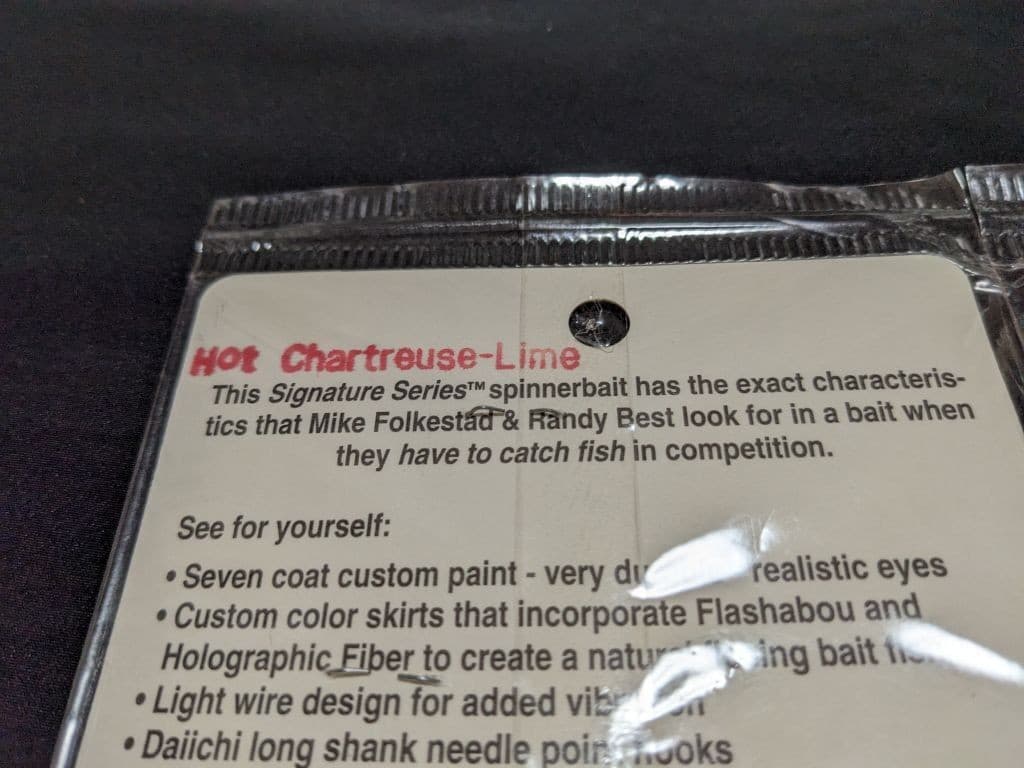 Hot Chartreuse-Lime
This Signature Series™ spinnerbait has the exact characteris-
tics that Mike Folkestad & Randy Best look for in a bait when
they have to catch fish in competition.
See for yourself:
• Seven coat custom paint - very realistic eyes
• Custom color skirts that incorporate Flashabou and
Holographic Fiber to create a bait
• Light wire design for added
• Daiichi long shank needle point hooks